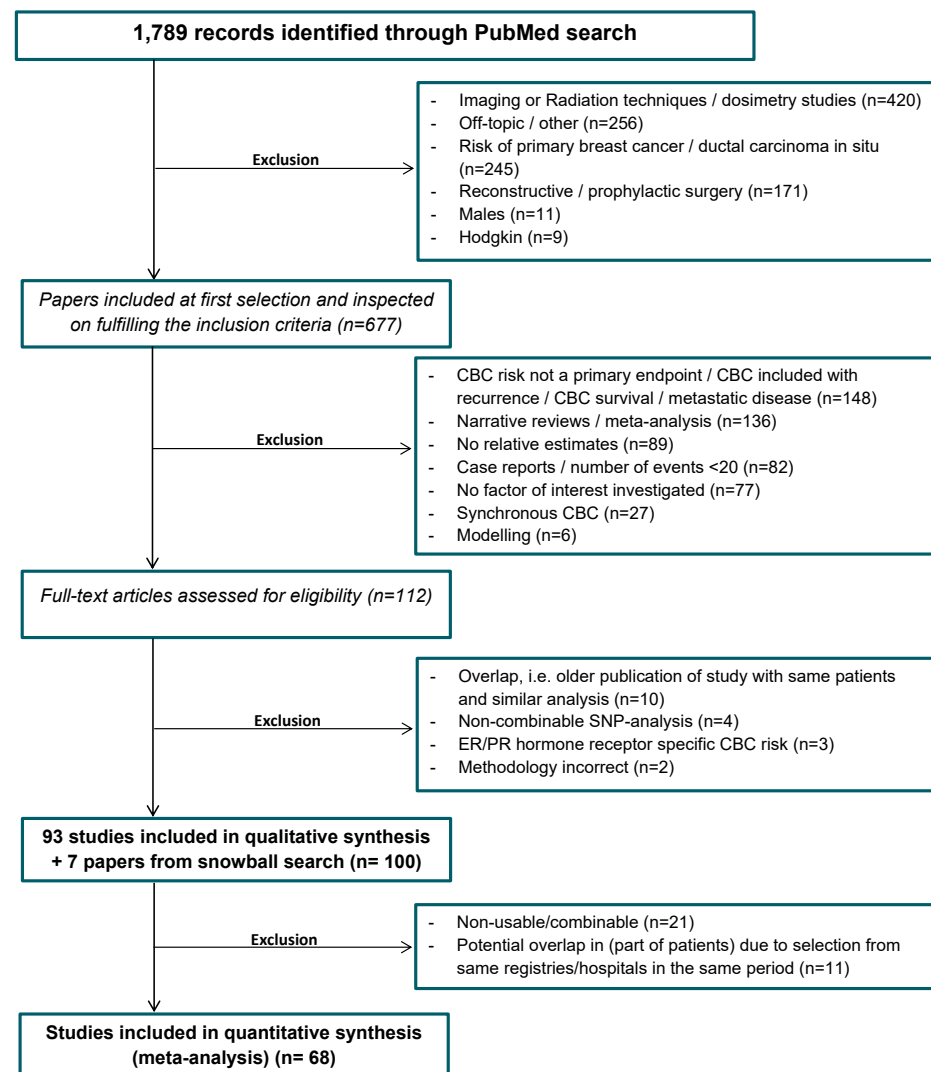 1,789 records identified through PubMed search
- Imaging or Radiation techniques / dosimetry studies (n=420)
- Off-topic / other (n=256)
- Risk of primary breast cancer / ductal carcinoma in situ
(n=245)
- Reconstructive / prophylactic surgery (n=171)
- Males (n=11)
- Hodgkin (n=9)
Exclusion
Papers included at first selection and inspected
on fulfilling the inclusion criteria (n=677)
- CBC risk not a primary endpoint / CBC included with
recurrence / CBC survival / metastatic disease (n=148)
- Narrative reviews / meta-analysis (n=136)
- No relative estimates (n=89)
- Case reports / number of events <20 (n=82)
- No factor of interest investigated (n=77)
- Synchronous CBC (n=27)
- Modelling (n=6)
Exclusion
Full-text articles assessed for eligibility (n=112)
- Overlap, i.e. older publication of study with same patients
and similar analysis (n=10)
- Non-combinable SNP-analysis (n=4)
- ER/PR hormone receptor specific CBC risk (n=3)
- Methodology incorrect (n=2)
Exclusion
93 studies included in qualitative synthesis
+ 7 papers from snowball search (n= 100)
- Non-usable/combinable (n=21)
- Potential overlap in (part of patients) due to selection from
same registries/hospitals in the same period (n=11)
Exclusion
Studies included in quantitative synthesis
(meta-analysis) (n= 68)